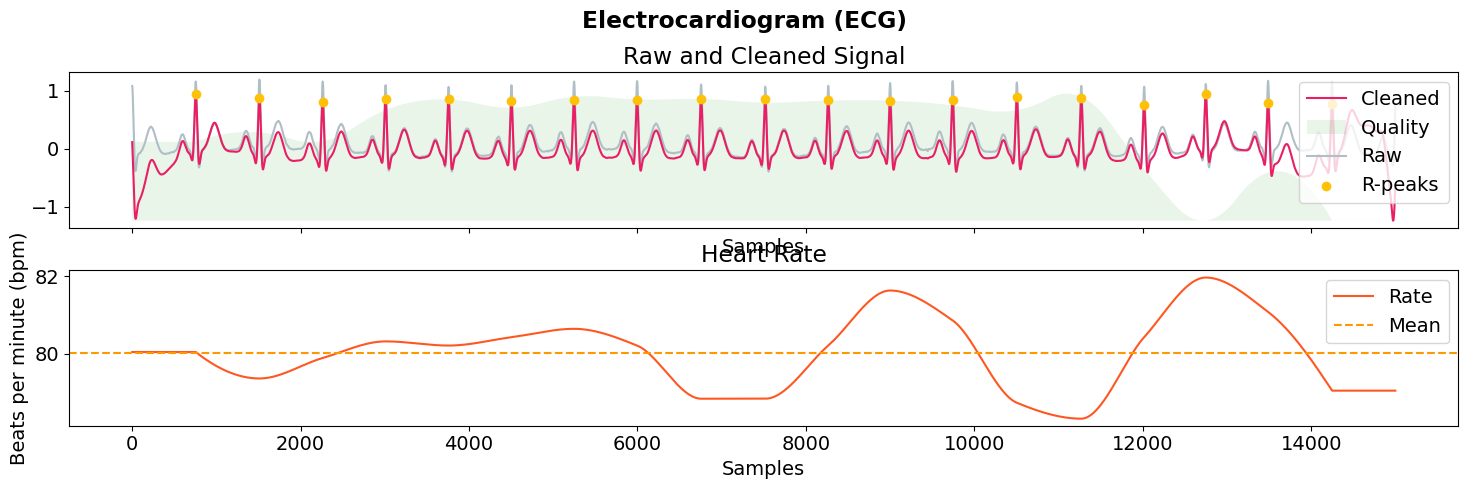 Electrocardiogram (ECG)
Raw and Cleaned Signal
1
0
−1
Cleaned
Quality
Raw
R-peaks
Samples
Heart Rate
Beats per minute (bpm)
82
80
Rate
Mean
0 2000 4000 6000 8000 10000 12000 14000
Samples